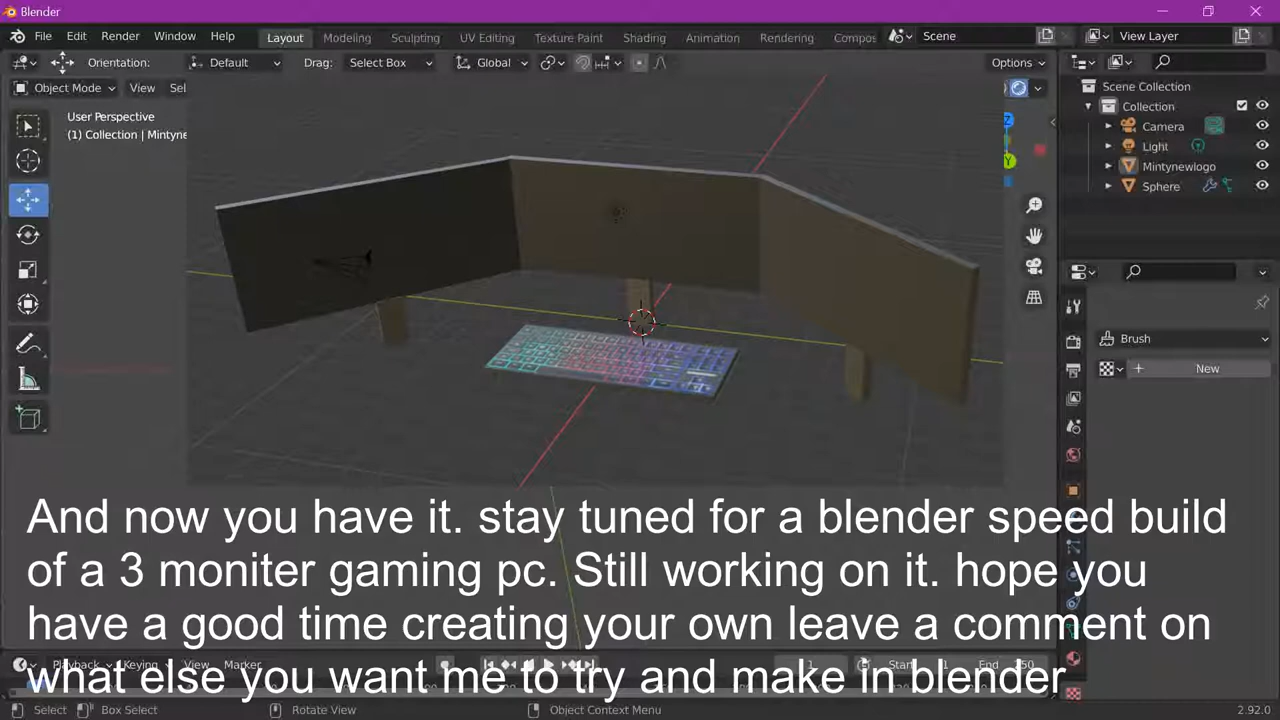 Blender
File Edit Render Window Help Layout Modeling Sculpting UV Editing Texture Paint Shading Animation Rendering Compos Scene View Layer
Orientation: Default Drag: Select Box Global Options
Object Mode View Sel
User Perspective
(1) Collection | Mintyne
Scene Collection
Collection
Camera
Light
Mintynewlogo
Sphere
Brush
New
And now you have it. stay tuned for a blender speed build
of a 3 moniter gaming pc. Still working on it. hope you
have a good time creating your own leave a comment on
what else you want me to try and make in blender
Playback Keying View Marker 1 Start 1 End 250
Select Box Select Rotate View Object Context Menu 2.92.0